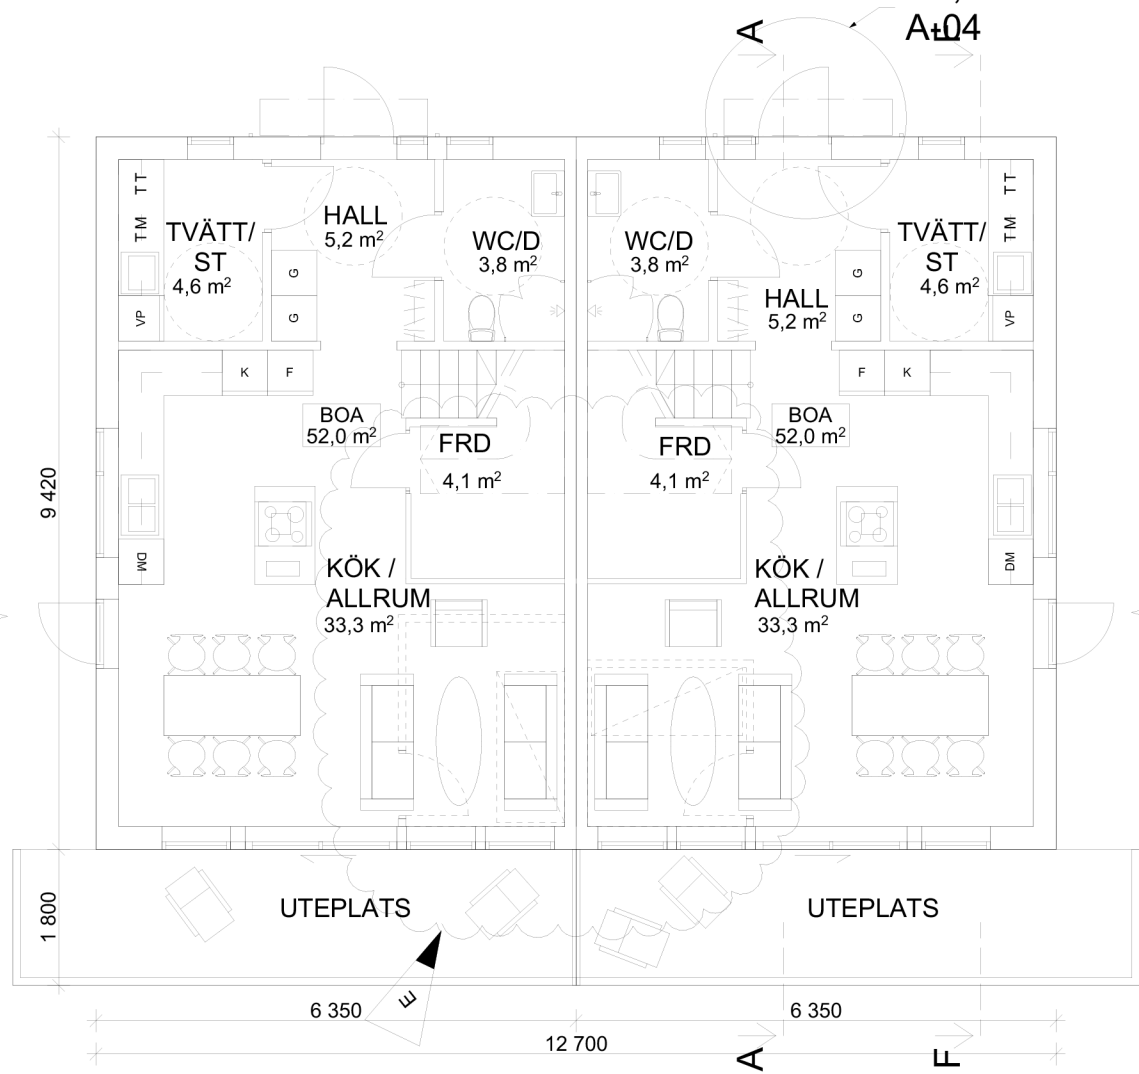 A
F
A-04
TT
TM
VP
TVÄTT/
ST
4,6 m²
HALL
5,2 m²
G
G
WC/D
3,8 m²
WC/D
3,8 m²
HALL
5,2 m²
G
G
TVÄTT/
ST
4,6 m²
TT
TM
VP
K
F
F
K
BOA
52,0 m²
BOA
52,0 m²
FRD
4,1 m²
FRD
4,1 m²
9 420
DM
DM
KÖK /
ALLRUM
33,3 m²
KÖK /
ALLRUM
33,3 m²
1 800
UTEPLATS
UTEPLATS
E
6 350
6 350
12 700
A
F